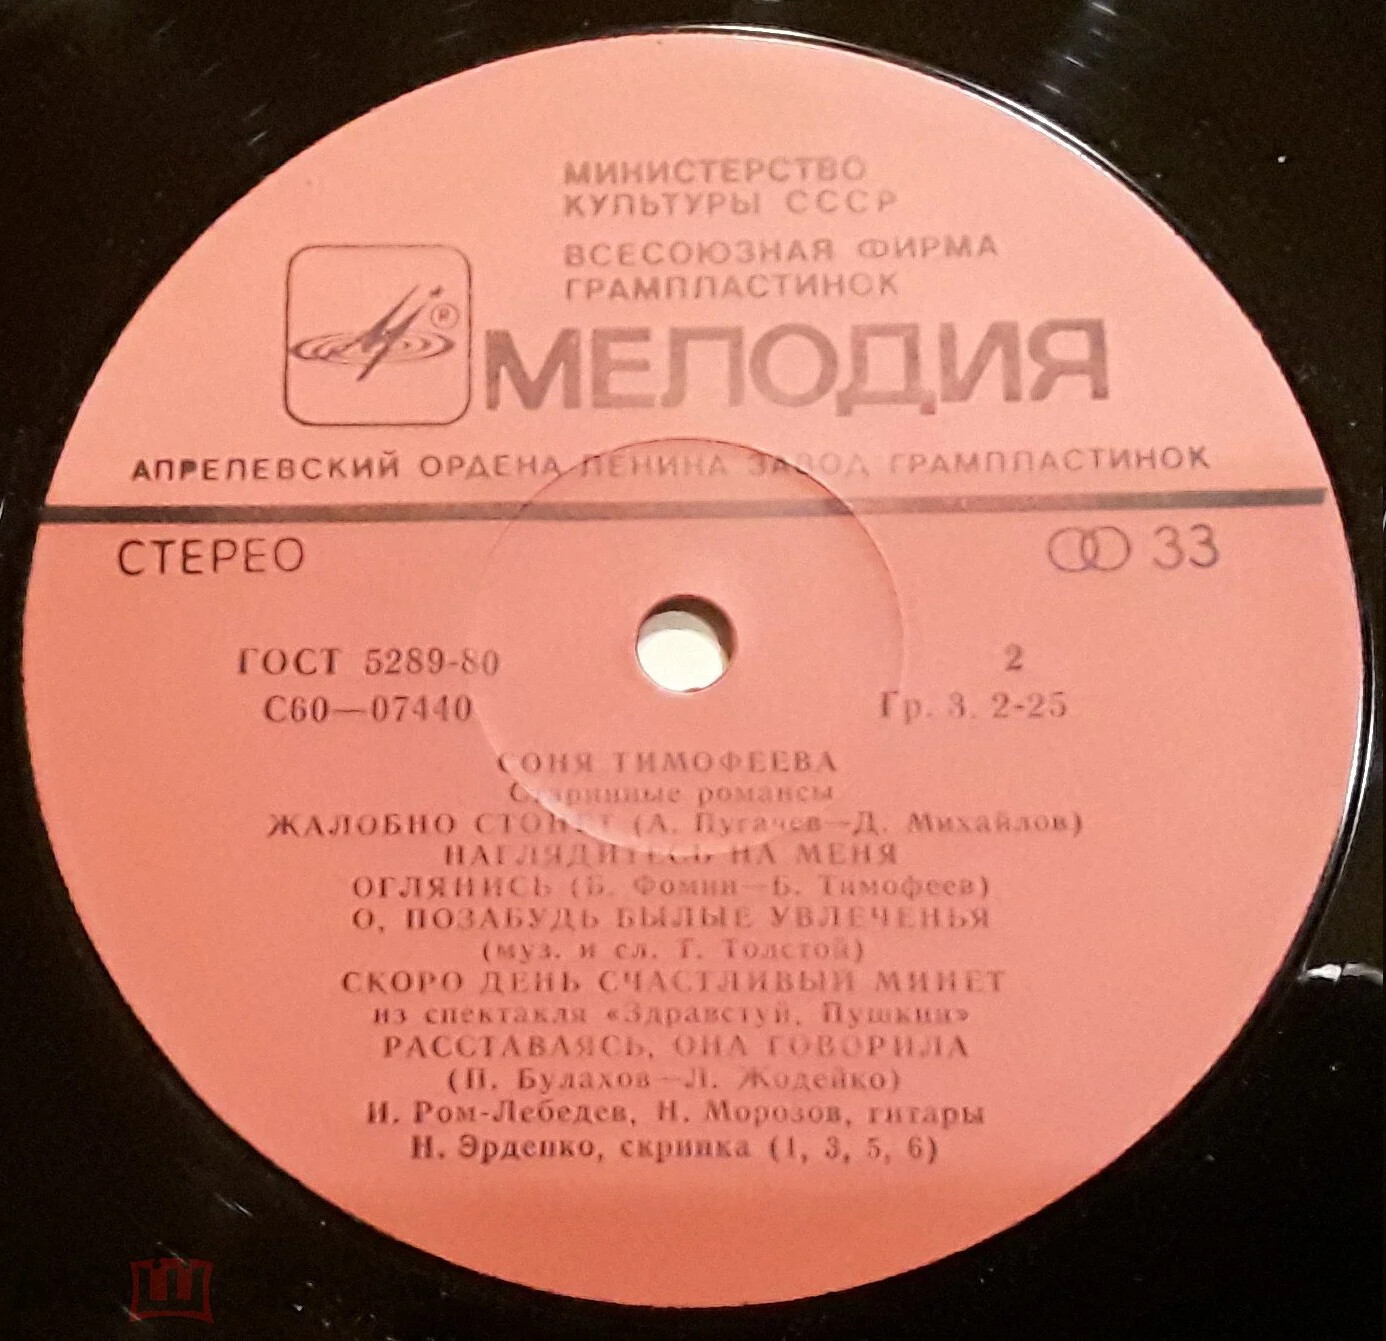 МИНИСТЕРСТВО
КУЛЬТУРЫ СССР
ВСЕСОЮЗНАЯ ФИРМА
ГРАМПЛАСТИНОК
МЕЛОДИЯ
АПРЕЛЕВСКИЙ ОРДЕНА ЛЕНИНА ЗАВОД ГРАМПЛАСТИНОК
СТЕРЕО 33
ГОСТ 5289-80 2
С60—07440 Гр. 3. 2-25
СОНЯ ТИМОФЕЕВА
Старинные романсы
ЖАЛОБНО СТОНЕТ (А. Пугачев—Д. Михайлов)
НАГЛЯДИТЕСЬ НА МЕНЯ
ОГЛЯНИСЬ (Б. Фомин—Б. Тимофеев)
О, ПОЗАБУДЬ БЫЛЫЕ УВЛЕЧЕНЬЯ
(муз. и сл. Т. Толстой)
СКОРО ДЕНЬ СЧАСТЛИВЫЙ МИНЕТ
из спектакля «Здравстуй, Пушкин»
РАССТАВАЯСЬ, ОНА ГОВОРИЛА
(П. Булахов—Л. Жодейко)
И. Ром-Лебедев, Н. Морозов, гитары
Н. Эрденко, скрипка (1, 3, 5, 6)